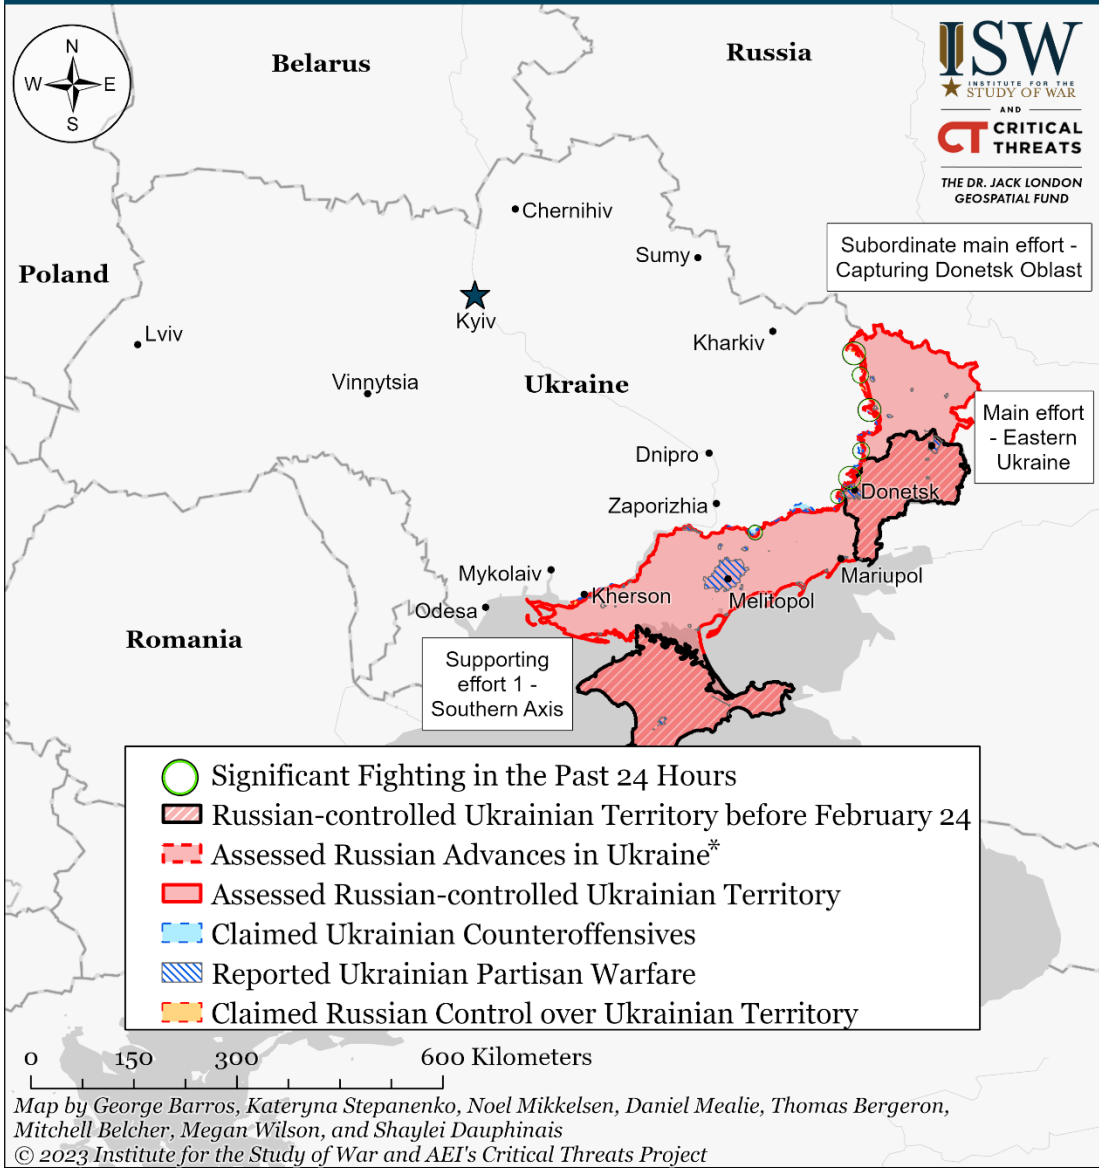 N
W
E
S
Belarus
Russia
ISW
INSTITUTE FOR THE
STUDY OF WAR
AND
CT CRITICAL
THREATS
THE DR. JACK LONDON
GEOSPATIAL FUND
Chernihiv
Subordinate main effort -
Capturing Donetsk Oblast
Sumy
Poland
Kyiv
Lviv
Kharkiv
Vinnytsia
Ukraine
Main effort
- Eastern
Ukraine
Dnipro
Donetsk
Zaporizhia
Mykolaiv
Mariupol
Kherson
Melitopol
Odesa
Romania
Supporting
effort 1 -
Southern Axis
Significant Fighting in the Past 24 Hours
Russian-controlled Ukrainian Territory before February 24
Assessed Russian Advances in Ukraine*
Assessed Russian-controlled Ukrainian Territory
Claimed Ukrainian Counteroffensives
Reported Ukrainian Partisan Warfare
Claimed Russian Control over Ukrainian Territory
0 150 300 600 Kilometers
Map by George Barros, Kateryna Stepanenko, Noel Mikkelsen, Daniel Mealie, Thomas Bergeron,
Mitchell Belcher, Megan Wilson, and Shaylei Dauphinais
© 2023 Institute for the Study of War and AEI's Critical Threats Project